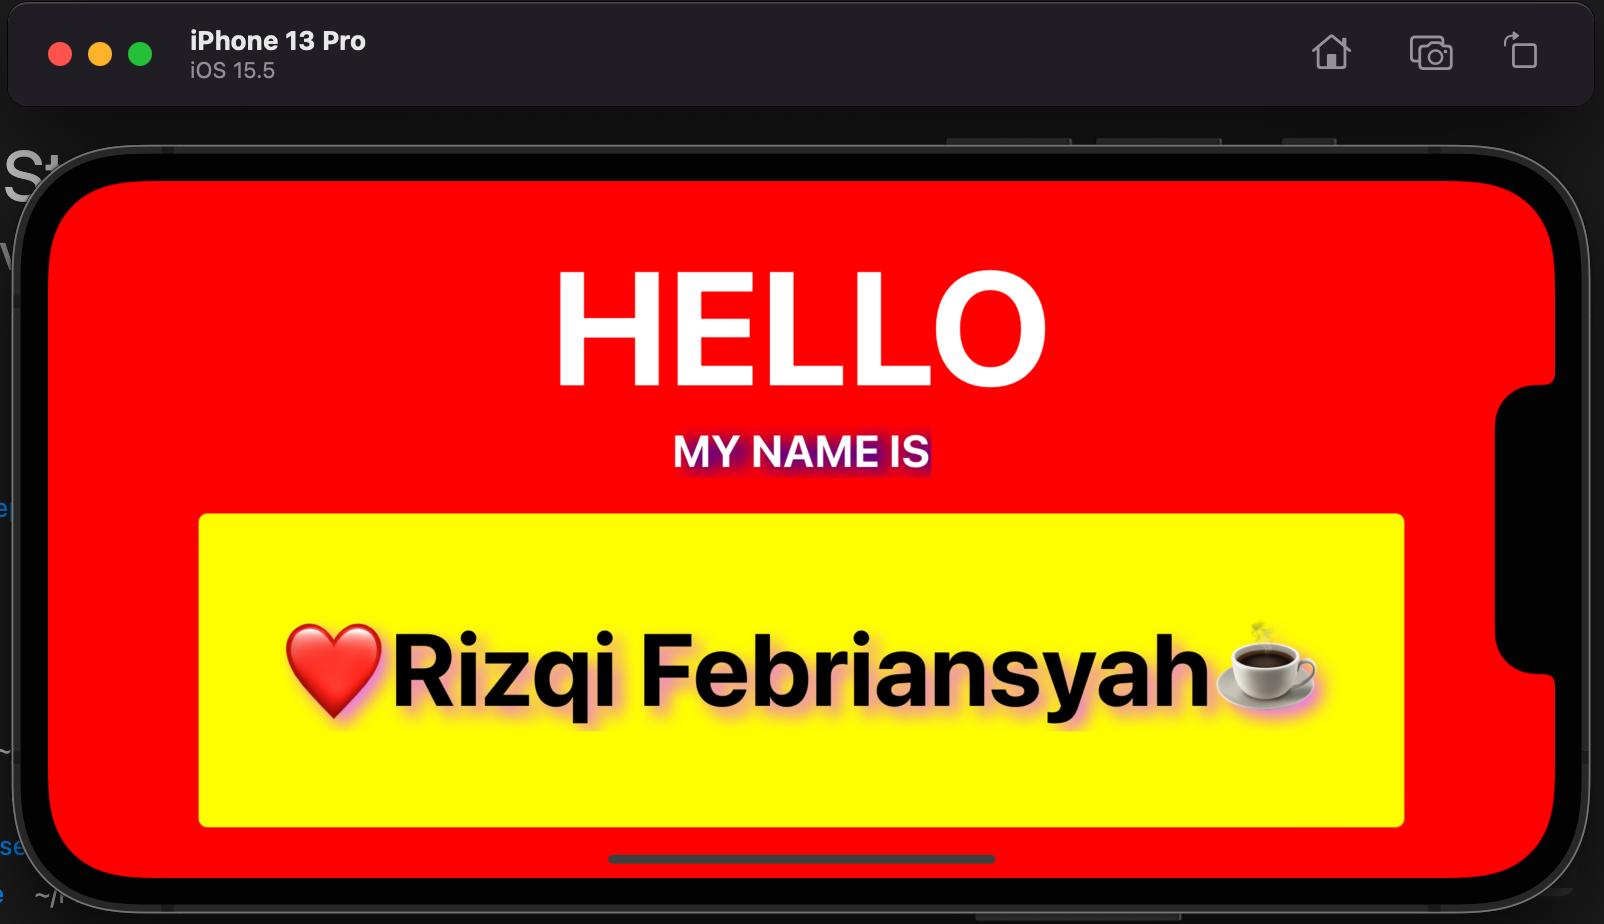 iPhone 13 Pro
iOS 15.5
HELLO
MY NAME IS
❤️Rizqi Febriansyah☕